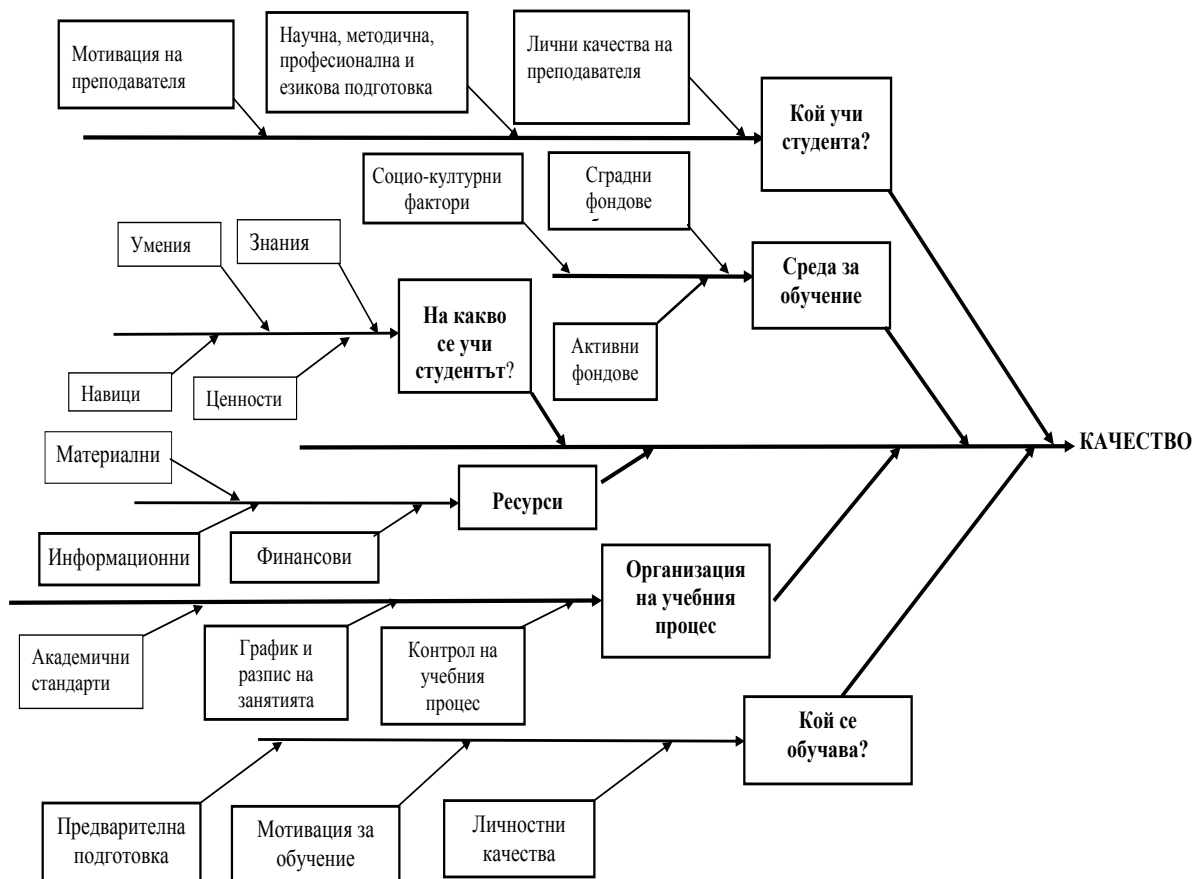 Мотивация на
преподавателя
Научна, методична,
професионална и
езикова подготовка
Лични качества на
преподавателя
Кой учи
студента?
Социо-културни
фактори
Сградни
фондове
Умения
Знания
Среда за
обучение
На какво
се учи
студентът?
Активни
фондове
Навици
Ценности
КАЧЕСТВО
Материални
Ресурси
Информационни
Финансови
Организация
на учебния
процес
Академични
стандарти
График и
разпис на
занятията
Контрол на
учебния
процес
Кой се
обучава?
Предварителна
подготовка
Мотивация за
обучение
Личностни
качества